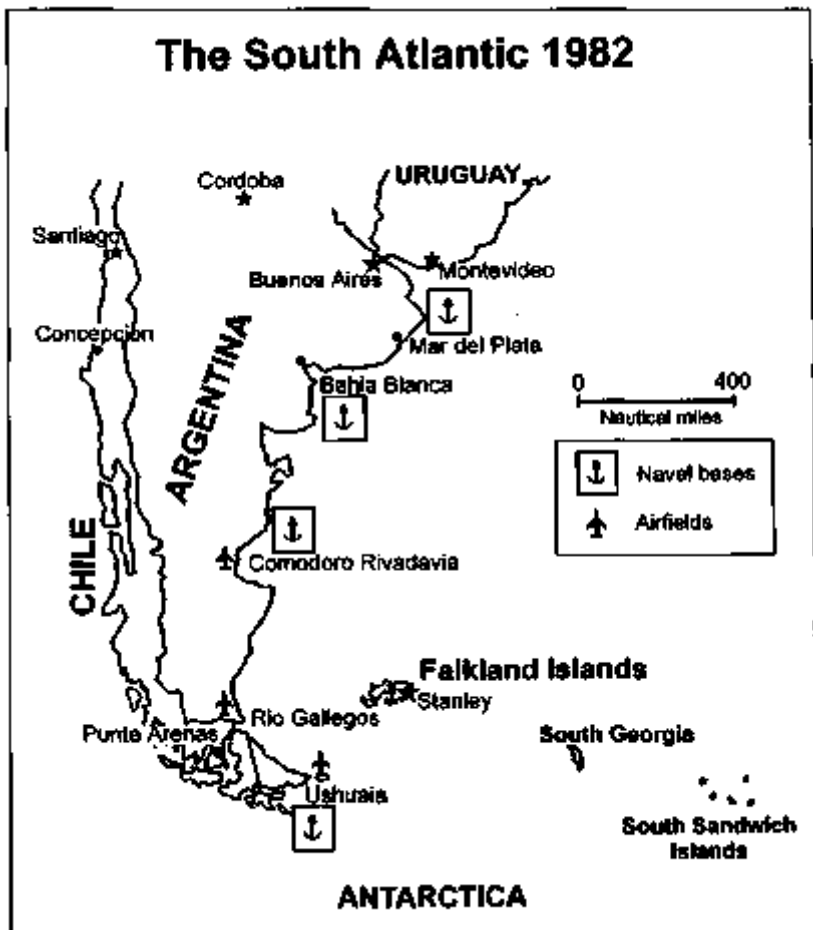 The South Atlantic 1982
Cordoba
URUGUAY
Santiago
Buenos Aires
Montevideo
Concepción
Mar del Plata
ARGENTINA
Bahia Blanca
0 400
Nautical miles
Naval bases
Airfields
CHILE
Comodoro Rivadavia
Falkland Islands
Stanley
Rio Gallegos
Punta Arenas
South Georgia
Ushuaia
South Sandwich
Islands
ANTARCTICA